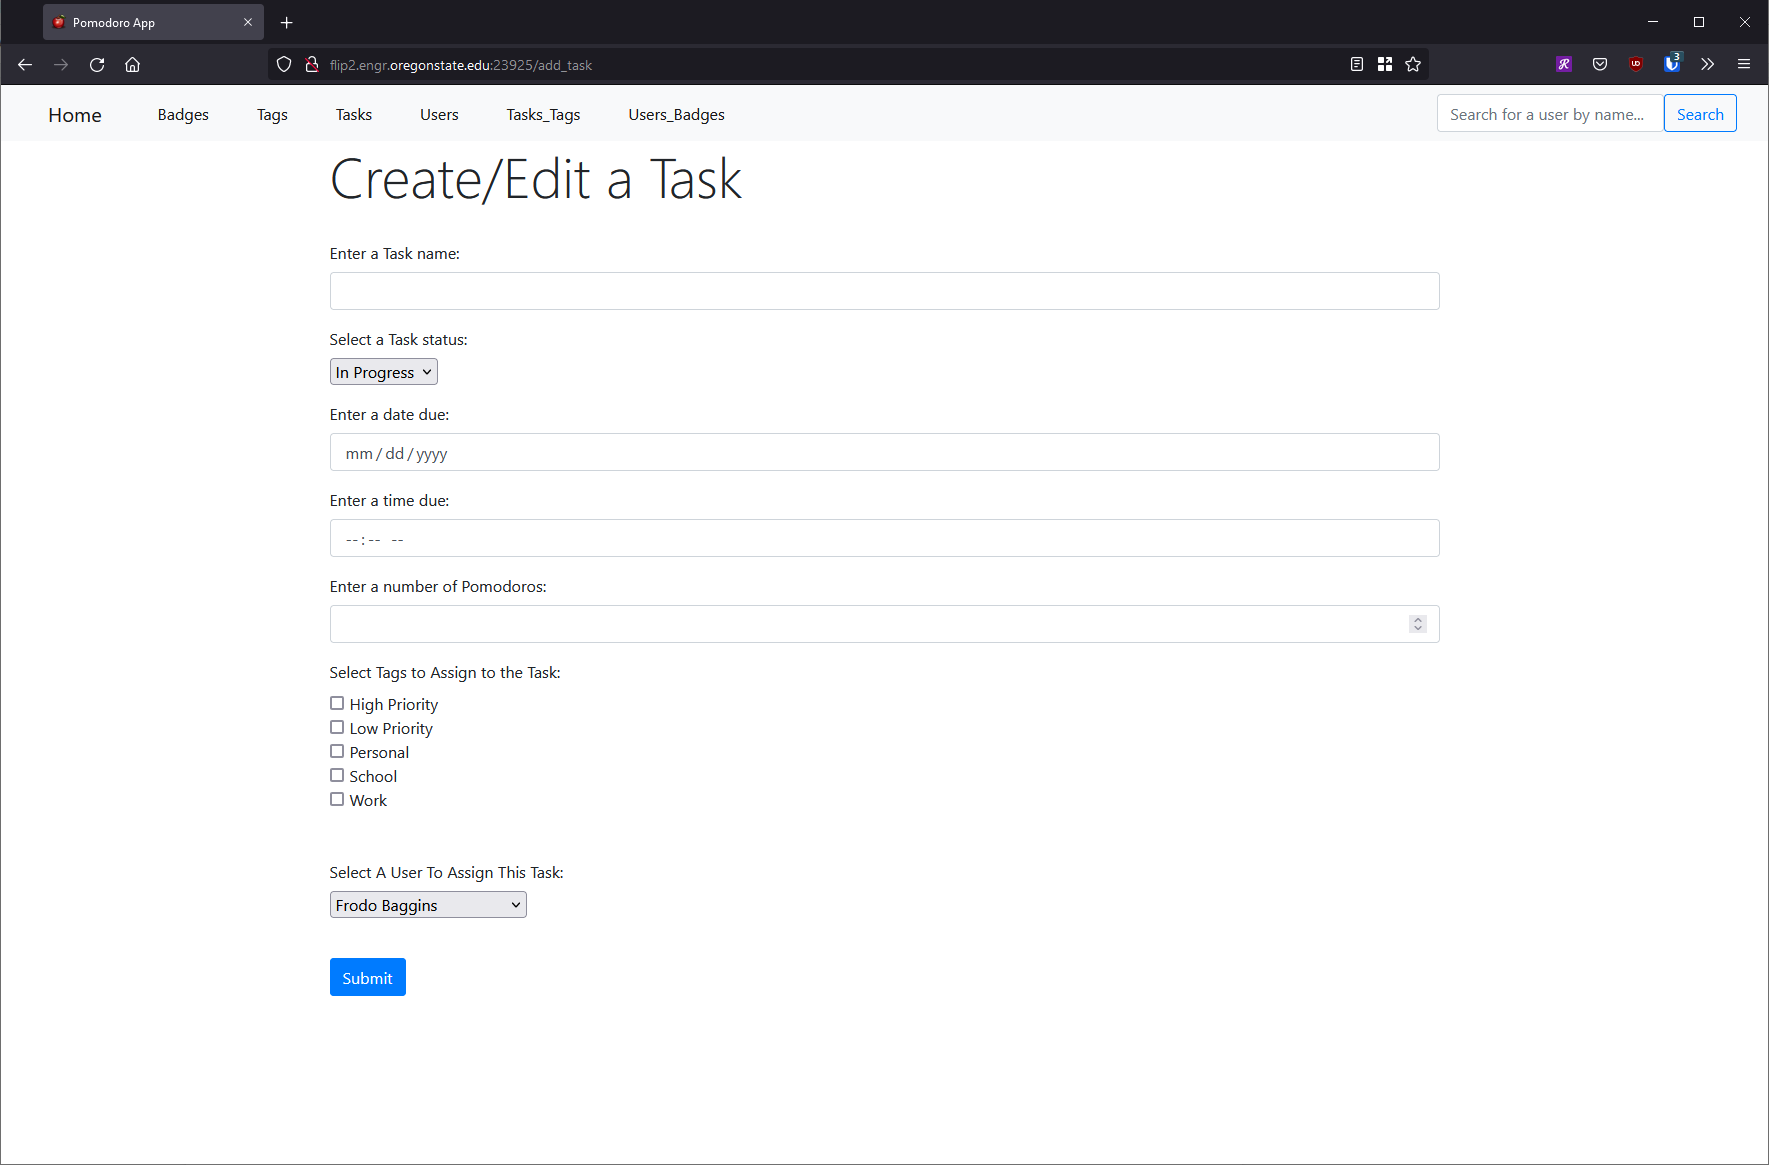 Pomodoro App
flip2.engr.oregonstate.edu:23925/add_task
3
Home Badges Tags Tasks Users Tasks_Tags Users_Badges Search for a user by name... Search
Create/Edit a Task
Enter a Task name:
Select a Task status:
In Progress
Enter a date due:
mm/dd/yyyy
Enter a time due:
--:-- --
Enter a number of Pomodoros:
Select Tags to Assign to the Task:
High Priority
Low Priority
Personal
School
Work
Select A User To Assign This Task:
Frodo Baggins
Submit